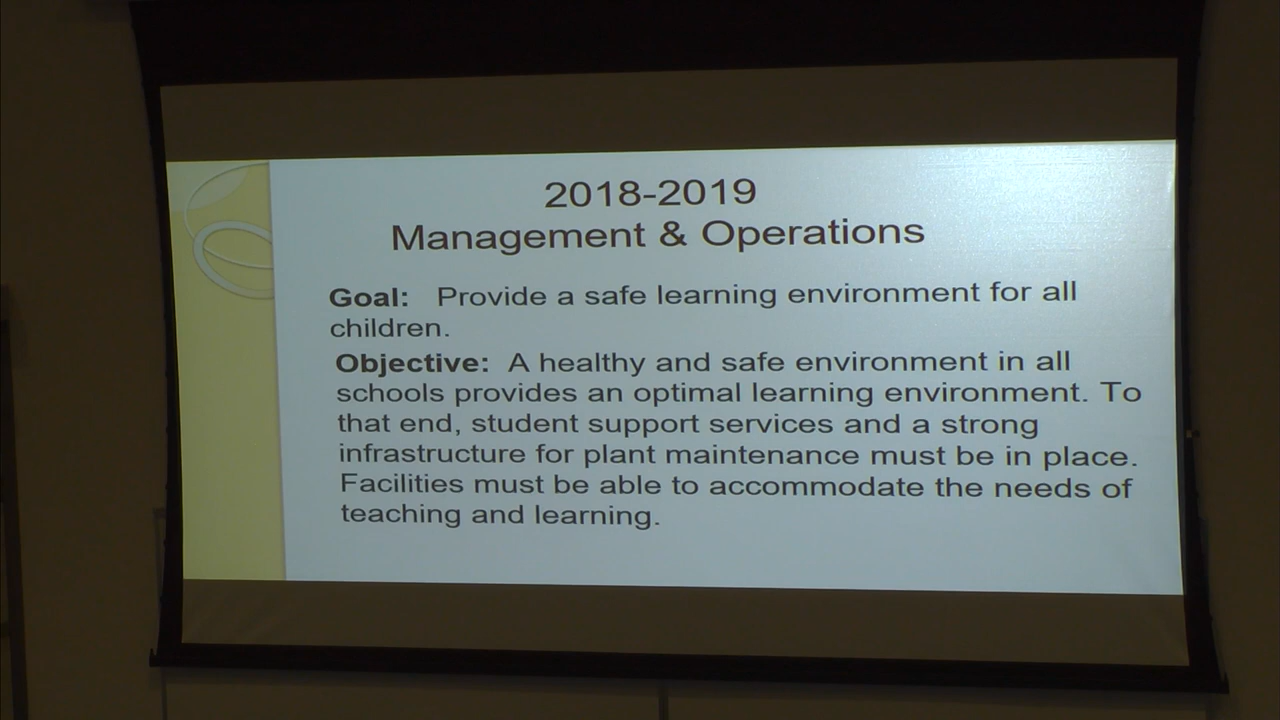 2018-2019
Management & Operations
Goal: Provide a safe learning environment for all
children.
Objective: A healthy and safe environment in all
schools provides an optimal learning environment. To
that end, student support services and a strong
infrastructure for plant maintenance must be in place.
Facilities must be able to accommodate the needs of
teaching and learning.